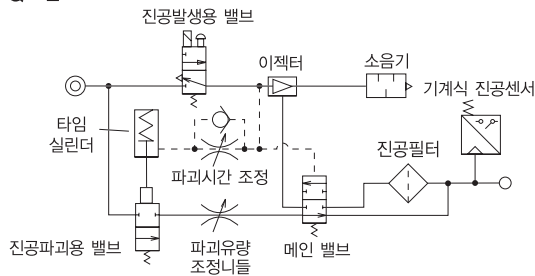 진공발생용 밸브
이젝터
소음기
기계식 진공센서
타임
실린더
진공필터
파괴시간 조정
진공파괴용 밸브
파괴유량
조정니들
메인 밸브